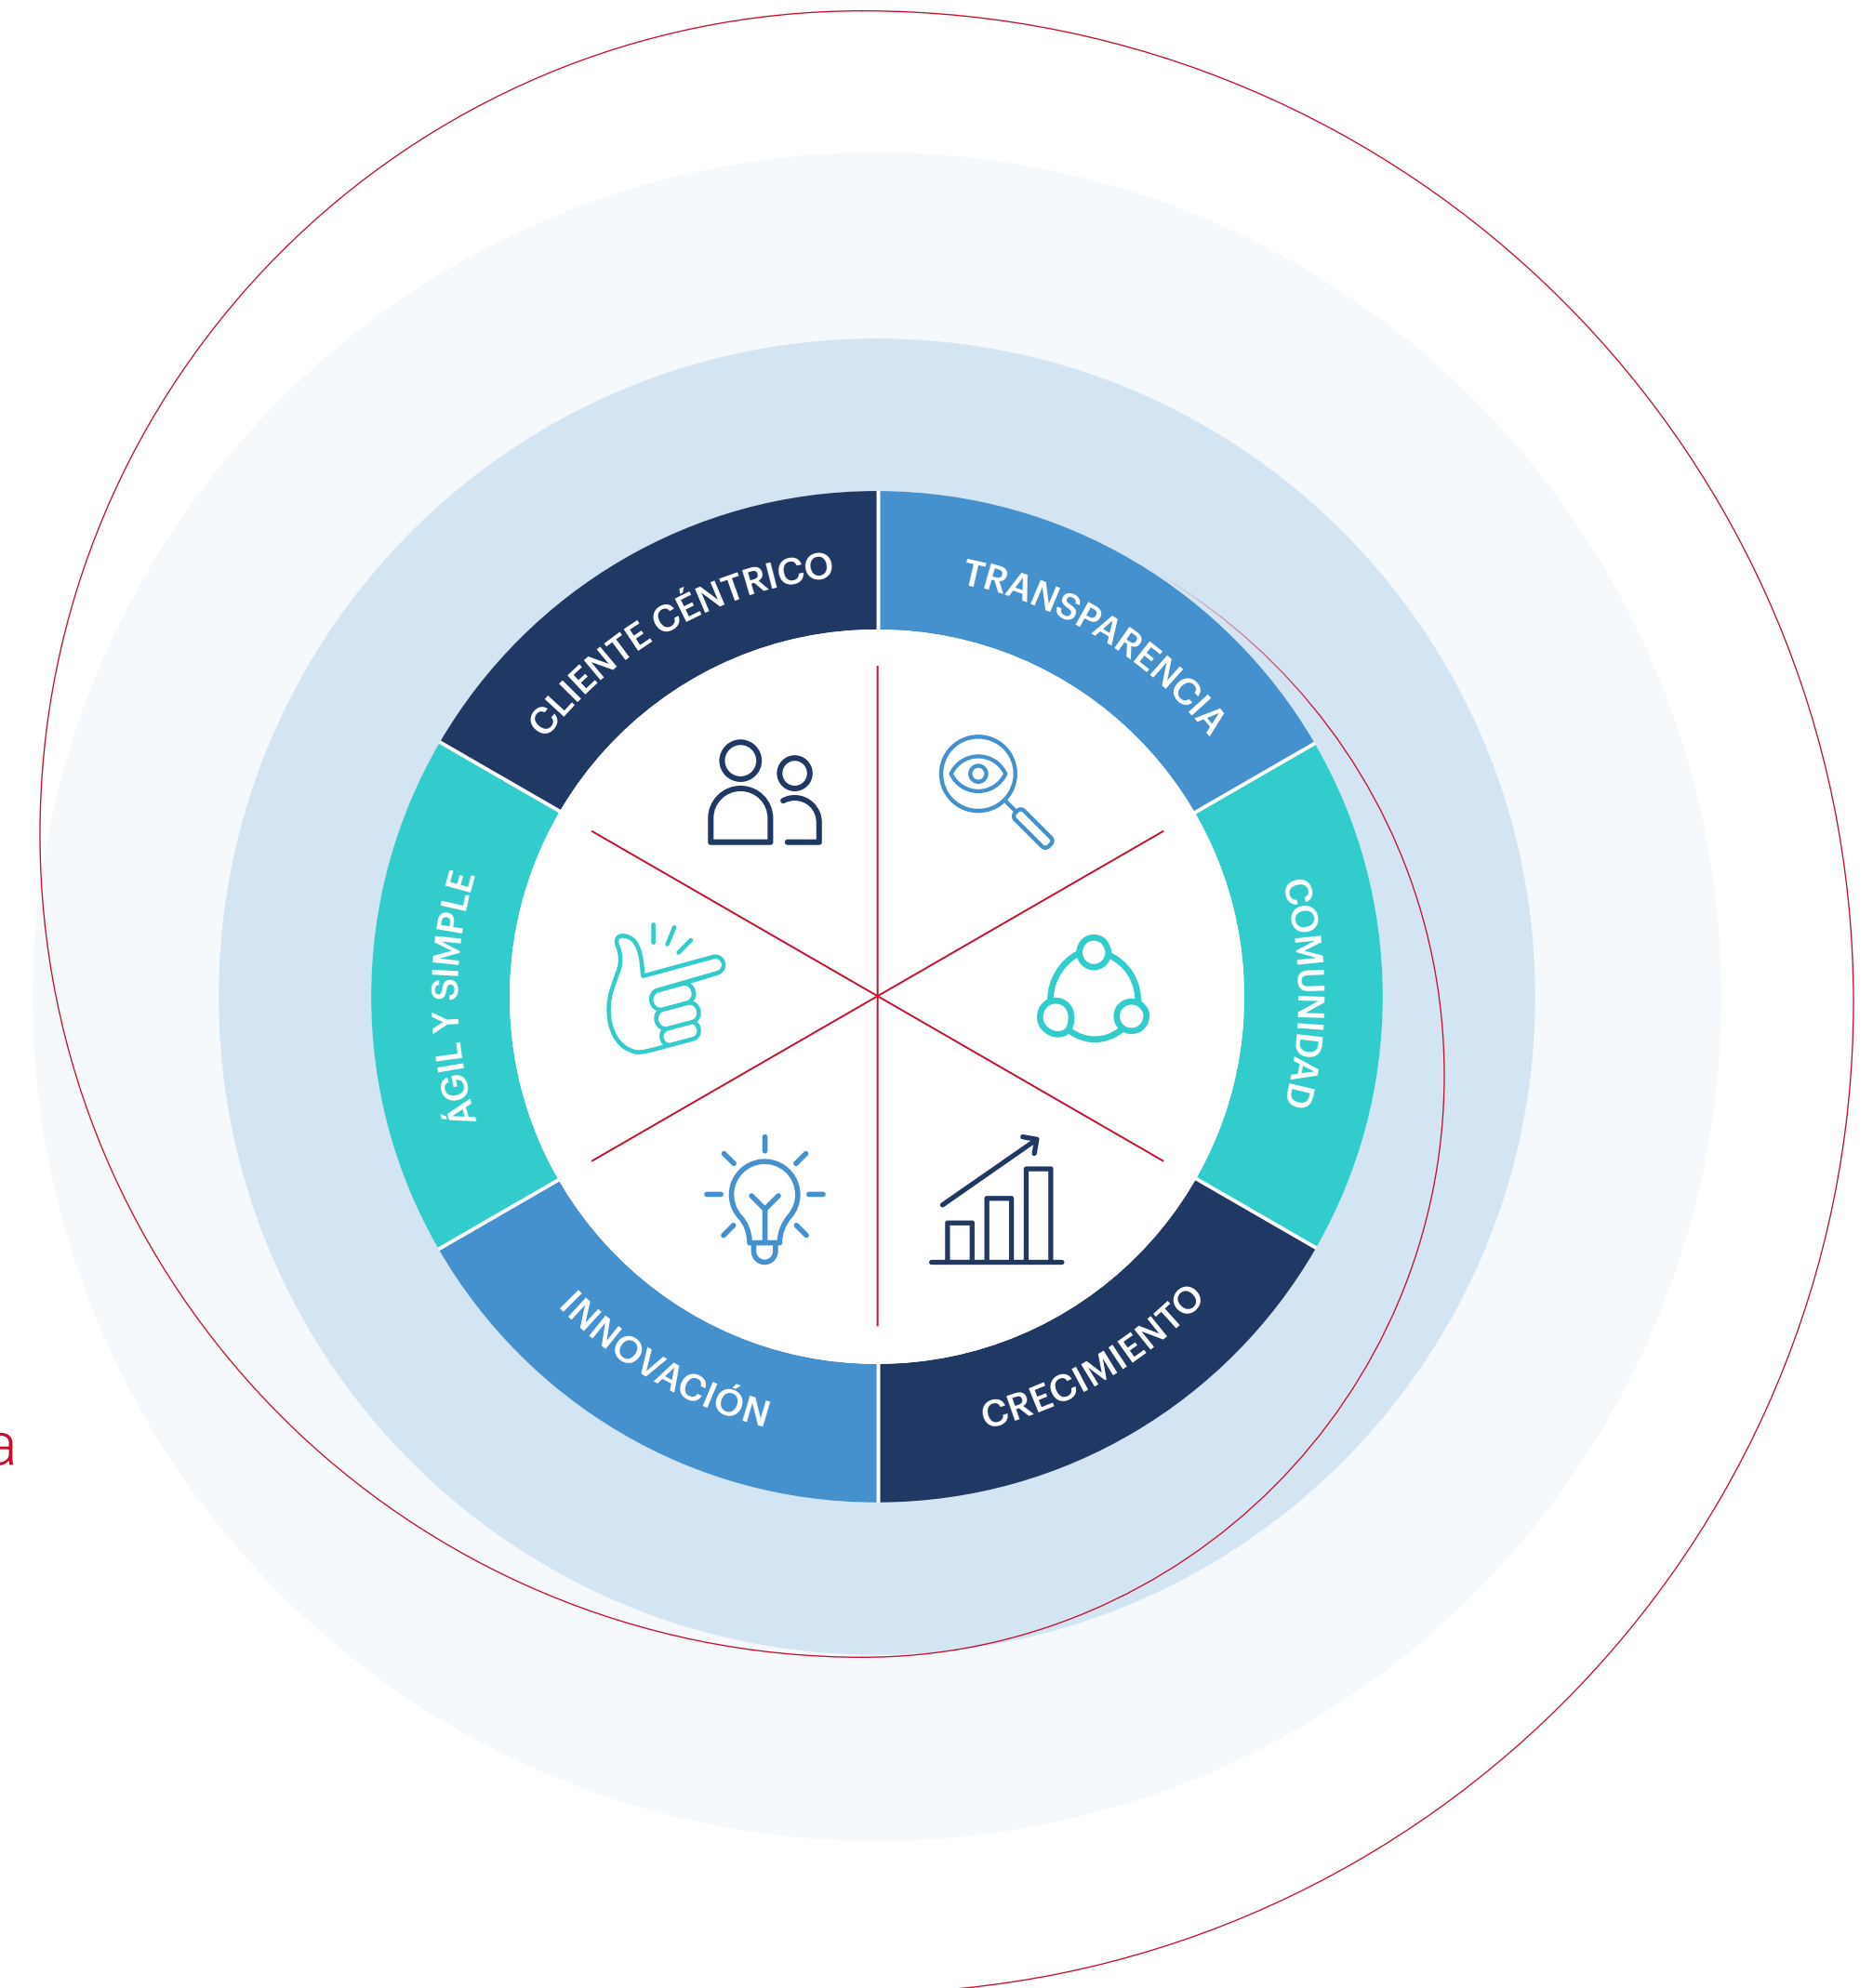 CLIENTE CÉNTRICO
TRANSPARENCIA
COMUNIDAD
CRECIMIENTO
INNOVACIÓN
ÁGIL Y SIMPLE
a